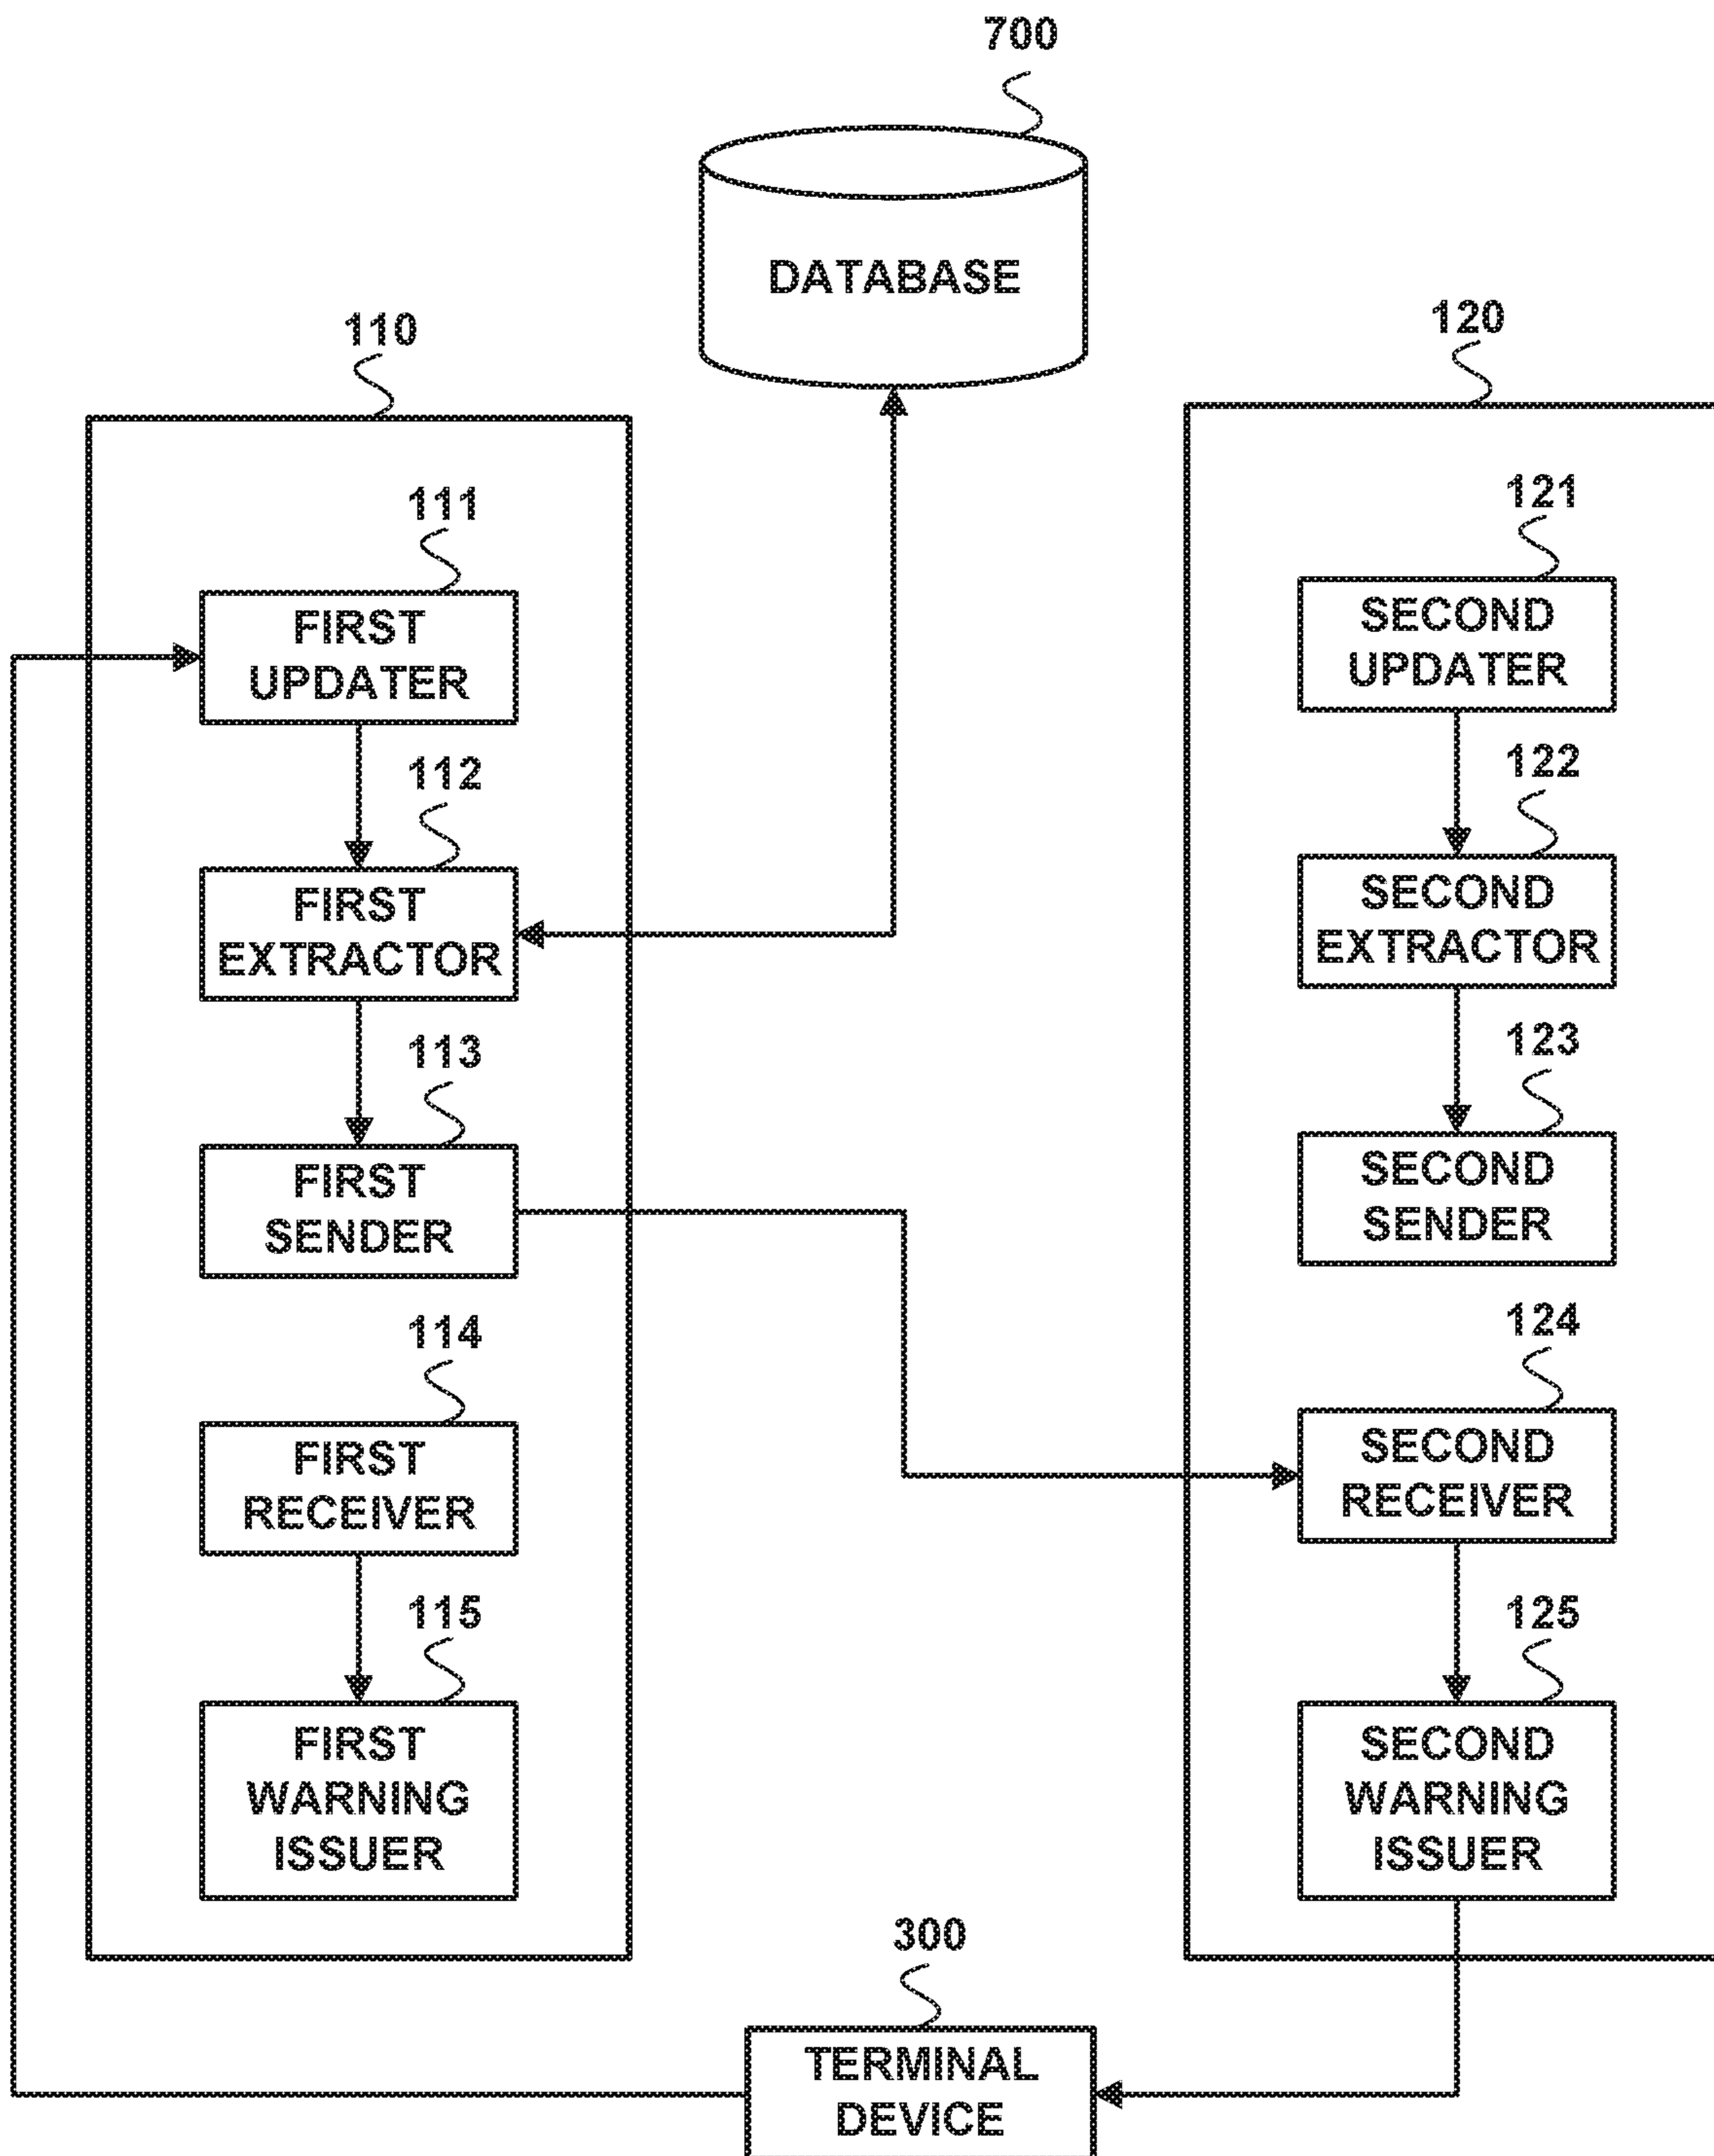 700
DATABASE
110
120
111
FIRST
UPDATER
112
FIRST
EXTRACTOR
113
FIRST
SENDER
114
FIRST
RECEIVER
115
FIRST
WARNING
ISSUER
121
SECOND
UPDATER
122
SECOND
EXTRACTOR
123
SECOND
SENDER
124
SECOND
RECEIVER
125
SECOND
WARNING
ISSUER
300
TERMINAL
DEVICE